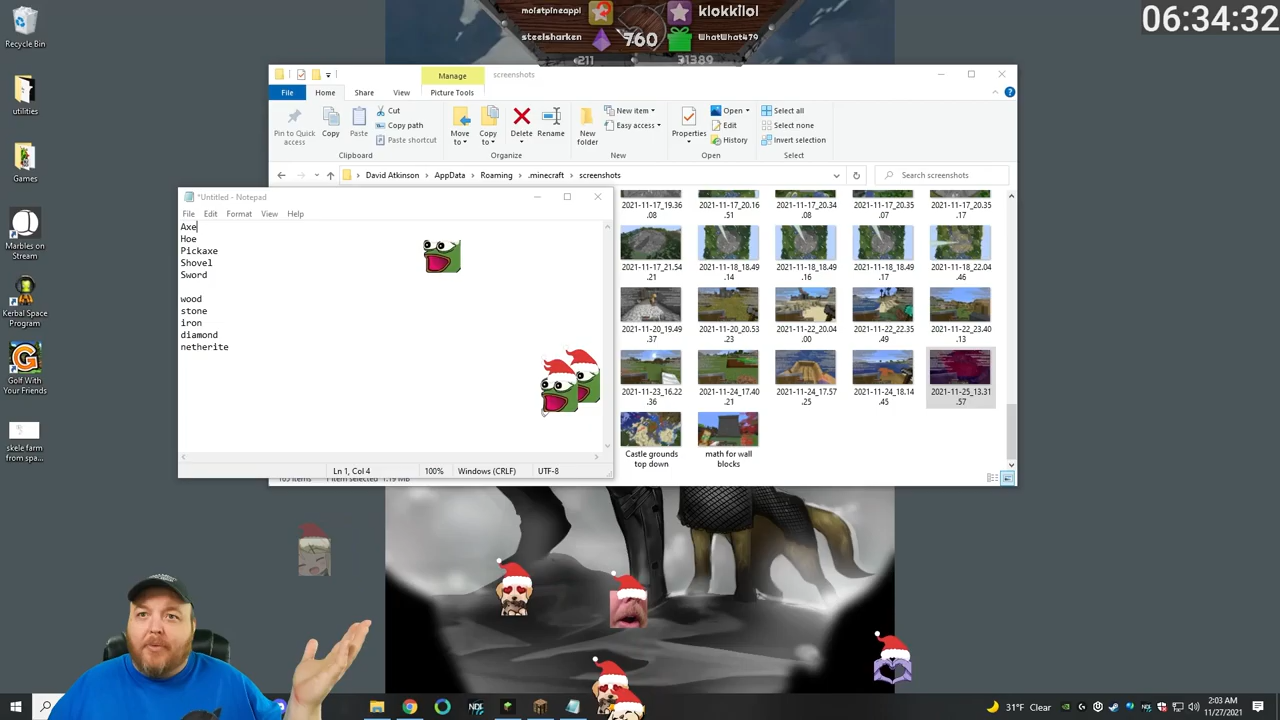 moistpineappl
klokkilol
06:34:32
steelsharken
760
WhatWhat479
211
31389
Recycle Bin
utilities
Games
Marbles on
Stream
Kerbal Space
Program
Golf With
Your Friends
skele farm
from spa...
Manage
screenshots
File
Home
Share
View
Picture Tools
Pin to Quick
access
Copy
Paste
Cut
Copy path
Paste shortcut
Clipboard
Move
to
Copy
to
Delete
Rename
Organize
New
folder
New item
Easy access
New
Properties
Open
Edit
History
Open
Select all
Select none
Invert selection
Select
David Atkinson
AppData
Roaming
.minecraft
screenshots
Search screenshots
*Untitled - Notepad
File
Edit
Format
View
Help
Axe
Hoe
Pickaxe
Shovel
Sword
wood
stone
iron
diamond
netherite
Ln 1, Col 4
100%
Windows (CRLF)
UTF-8
2021-11-17_19.36
.08
2021-11-17_20.16
.51
2021-11-17_20.34
.08
2021-11-17_20.35
.07
2021-11-17_20.35
.17
2021-11-17_21.54
.21
2021-11-18_18.49
.14
2021-11-18_18.49
.16
2021-11-18_18.49
.17
2021-11-18_22.04
.46
2021-11-20_19.49
.37
2021-11-20_20.53
.23
2021-11-22_20.04
.00
2021-11-22_22.35
.49
2021-11-22_23.40
.13
2021-11-23_16.22
.36
2021-11-24_17.40
.21
2021-11-24_17.57
.25
2021-11-24_18.14
.45
2021-11-25_13.31
.57
Castle grounds
top down
math for wall
blocks
31°F Clear
2:03 AM
11/27/2021